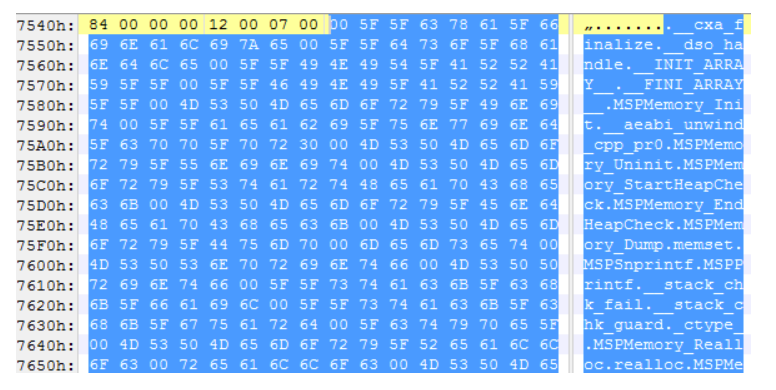 7540h: 84 00 00 00 12 00 07 00 00 5F 5F 63 78 61 5F 66 „.......​.__cxa_f
7550h: 69 6E 61 6C 69 7A 65 00 5F 5F 64 73 6F 5F 68 61 inalize.__dso_ha
7560h: 6E 64 6C 65 00 5F 5F 49 4E 49 54 5F 41 52 52 41 ndle.__INIT_ARRA
7570h: 59 5F 5F 00 5F 5F 46 49 4E 49 5F 41 52 52 41 59 Y__.__FINI_ARRAY
7580h: 5F 5F 00 4D 53 50 4D 65 6D 6F 72 79 5F 49 6E 69 __.MSPMemory_Ini
7590h: 74 00 5F 5F 61 65 61 62 69 5F 75 6E 77 69 6E 64 t.__aeabi_unwind
75A0h: 5F 63 70 70 5F 70 72 30 00 4D 53 50 4D 65 6D 6F _cpp_pr0.MSPMemo
75B0h: 72 79 5F 55 6E 69 6E 69 74 00 4D 53 50 4D 65 6D ry_Uninit.MSPMem
75C0h: 6F 72 79 5F 53 74 61 72 74 48 65 61 70 43 68 65 ory_StartHeapChe
75D0h: 63 6B 00 4D 53 50 4D 65 6D 6F 72 79 5F 45 6E 64 ck.MSPMemory_End
75E0h: 48 65 61 70 43 68 65 63 6B 00 4D 53 50 4D 65 6D HeapCheck.MSPMem
75F0h: 6F 72 79 5F 44 75 6D 70 00 6D 65 6D 73 65 74 00 ory_Dump.memset.
7600h: 4D 53 50 53 6E 70 72 69 6E 74 66 00 4D 53 50 50 MSPSnprintf.MSPP
7610h: 72 69 6E 74 66 00 5F 5F 73 74 61 63 6B 5F 63 68 rintf.__stack_ch
7620h: 6B 5F 66 61 69 6C 00 5F 5F 73 74 61 63 6B 5F 63 k_fail.__stack_c
7630h: 68 6B 5F 67 75 61 72 64 00 5F 63 74 79 70 65 5F hk_guard._ctype_
7640h: 00 4D 53 50 4D 65 6D 6F 72 79 5F 52 65 61 6C 6C .MSPMemory_Reall
7650h: 6F 63 00 72 65 61 6C 6C 6F 63 00 4D 53 50 4D 65 oc.realloc.MSPMe